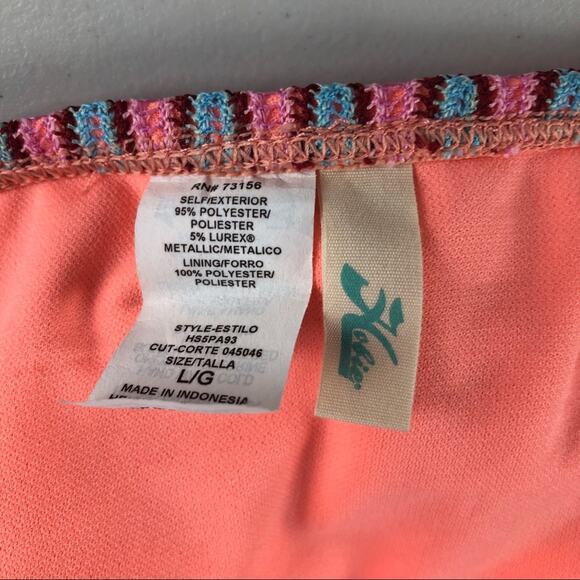 RN# 73156
SELF/EXTERIOR
95% POLYESTER/
POLIESTER
5% LUREX®
METALLIC/METALICO
LINING/FORRO
100% POLYESTER/
POLIESTER
STYLE-ESTILO
HS5PA93
CUT-CORTE 045046
SIZE/TALLA
L/G
MADE IN INDONESIA
Hobie